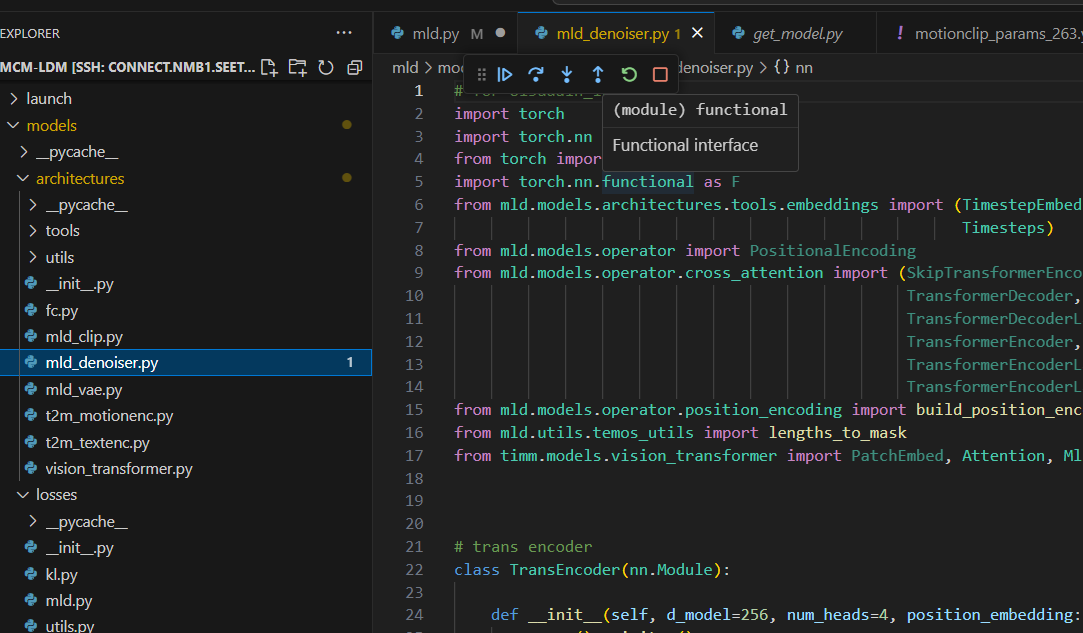 EXPLORER
MCM-LDM [SSH: CONNECT.NMB1.SEET...
launch
models
__pycache__
architectures
__pycache__
tools
utils
__init__.py
fc.py
mld_clip.py
mld_denoiser.py 1
mld_vae.py
t2m_motionenc.py
t2m_textenc.py
vision_transformer.py
losses
__pycache__
__init__.py
kl.py
mld.py
utils.py
mld.py M
mld_denoiser.py 1
get_model.py
! motionclip_params_263.y
mld > mo
denoiser.py > {} nn
(module) functional
Functional interface
1 #
2 import torch
3 import torch.nn
4 from torch impor
5 import torch.nn.functional as F
6 from mld.models.architectures.tools.embeddings import (TimestepEmbed
7 Timesteps)
8 from mld.models.operator import PositionalEncoding
9 from mld.models.operator.cross_attention import (SkipTransformerEnco
10 TransformerDecoder,
11 TransformerDecoderL
12 TransformerEncoder,
13 TransformerEncoderL
14 TransformerEncoderL
15 from mld.models.operator.position_encoding import build_position_enc
16 from mld.utils.temos_utils import lengths_to_mask
17 from timm.models.vision_transformer import PatchEmbed, Attention, Ml
18
19
20
21 # trans encoder
22 class TransEncoder(nn.Module):
23
24 def __init__(self, d_model=256, num_heads=4, position_embedding: